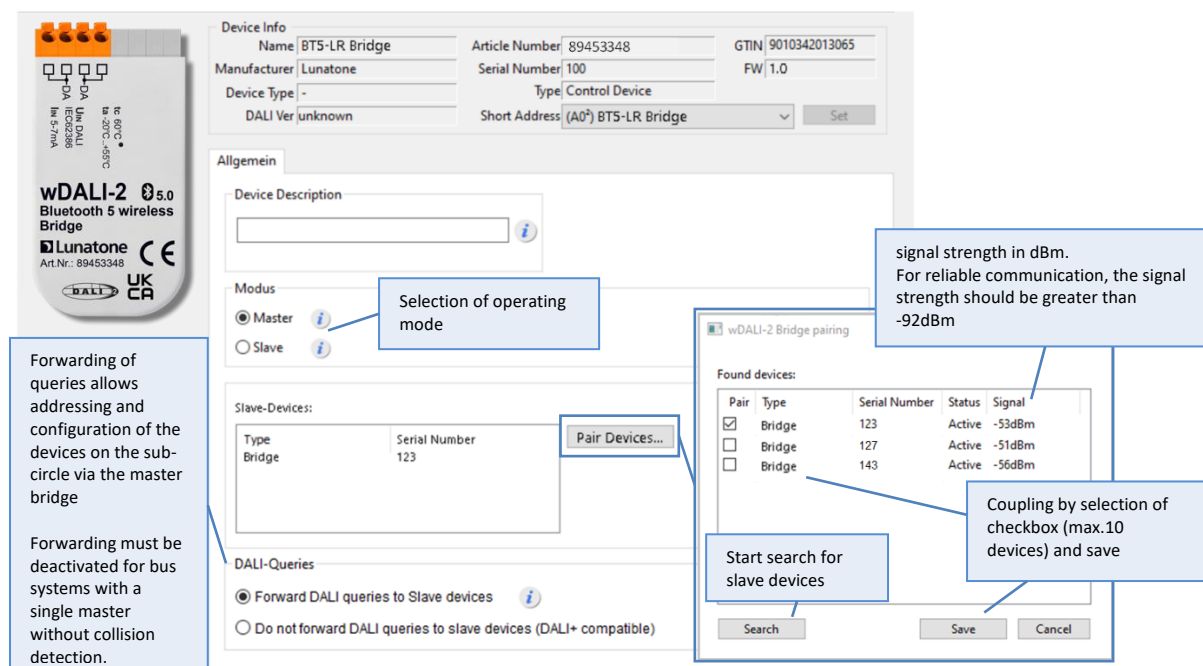 DA
DA
IN 5-7mA
IEC62386
UIN DALI
ta -20°C...+55°C
tc 60°C
wDALI-2 5.0
Bluetooth 5 wireless
Bridge
Lunatone CE
Art.Nr.: 89453348
DALI 2 UK
CA
Device Info
Name BT5-LR Bridge Article Number 89453348 GTIN 9010342013065
Manufacturer Lunatone Serial Number 100 FW 1.0
Device Type - Type Control Device
DALI Ver unknown Short Address (A0²) BT5-LR Bridge Set
Allgemein
Device Description
i
Modus
Master i
Slave i
Selection of operating
mode
Forwarding of
queries allows
addressing and
configuration of the
devices on the sub-
circle via the master
bridge
Forwarding must be
deactivated for bus
systems with a
single master
without collision
detection.
Slave-Devices:
Type Serial Number
Bridge 123
Pair Devices...
DALI-Queries
Forward DALI queries to Slave devices i
Do not forward DALI queries to slave devices (DALI+ compatible)
signal strength in dBm.
For reliable communication, the signal
strength should be greater than
-92dBm
wDALI-2 Bridge pairing
Found devices:
Pair Type Serial Number Status Signal
Bridge 123 Active -53dBm
Bridge 127 Active -51dBm
Bridge 143 Active -56dBm
Coupling by selection of
checkbox (max.10
devices) and save
Start search for
slave devices
Search Save Cancel